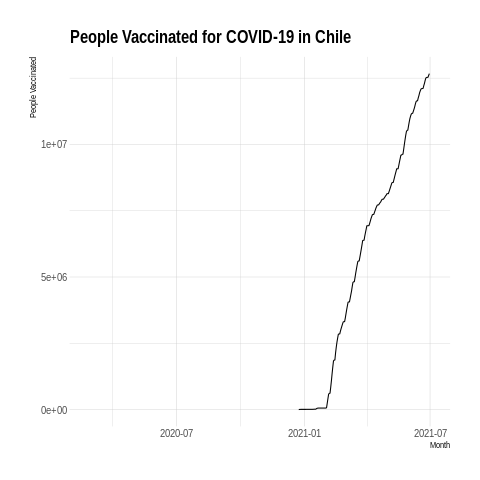 People Vaccinated for COVID-19 in Chile
People Vaccinated
1e+07
5e+06
0e+00
2020-07
2021-01
2021-07
Month